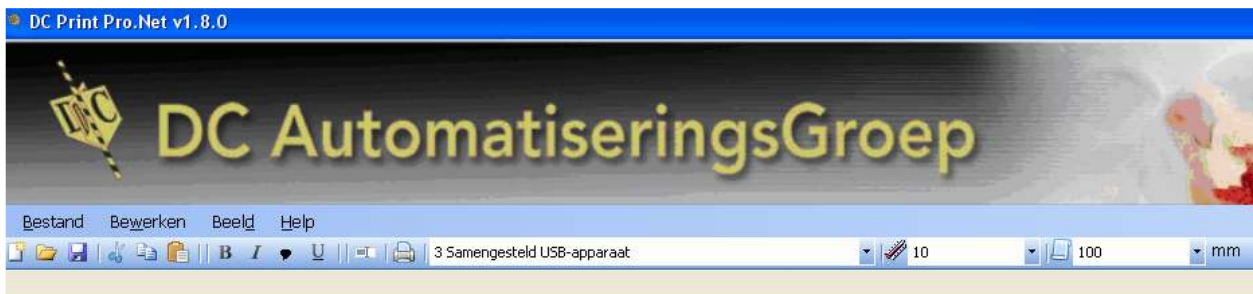 DC Print Pro.Net v1.8.0
DC
DC AutomatiseringsGroep
Bestand Bewerken Beeld Help
B I U 3 Samengesteld USB-apparaat 10 100 mm